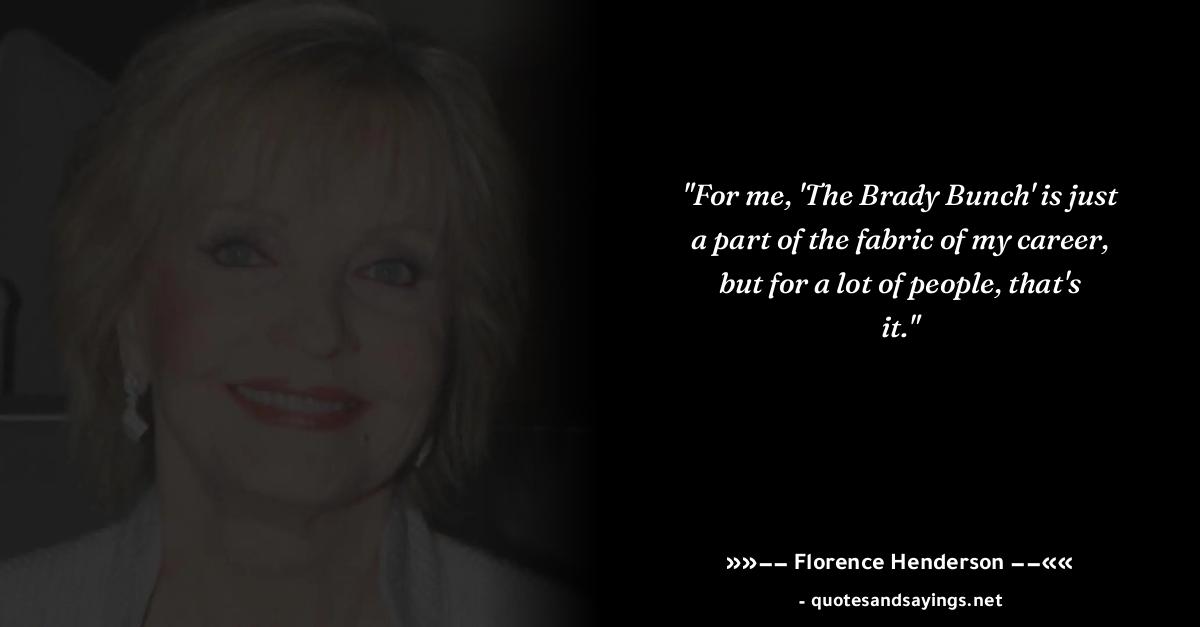 "For me, 'The Brady Bunch' is just
a part of the fabric of my career,
but for a lot of people, that's
it."
»»−− Florence Henderson −−««
- quotesandsayings.net